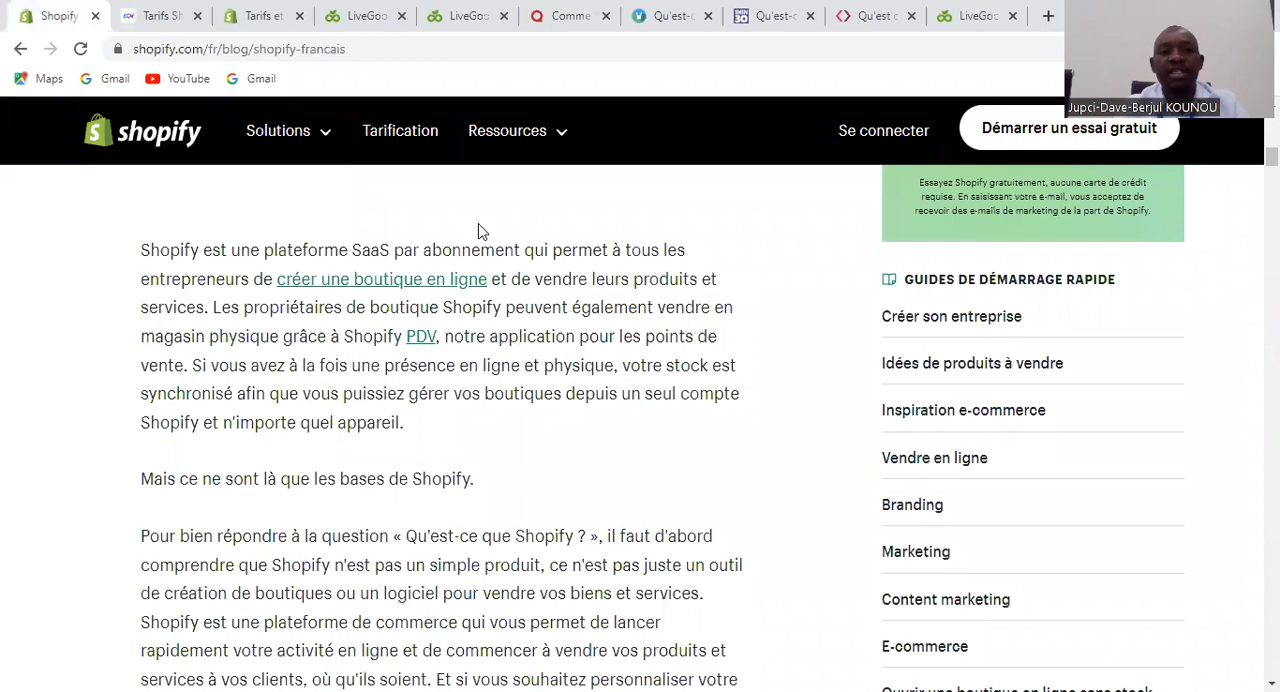 Shopify
Tarifs Sh
Tarifs et
LiveGoo
LiveGoo
Comme
Qu'est-
Qu'est-
Qu'est
LiveGoo
shopify.com/fr/blog/shopify-francais
Maps
Gmail
YouTube
Gmail
Jupci-Dave-Berjul KOUNOU
shopify
Solutions
Tarification
Ressources
Se connecter
Démarrer un essai gratuit
Essayez Shopify gratuitement, aucune carte de crédit
requise. En saisissant votre e-mail, vous acceptez de
recevoir des e-mails de marketing de la part de Shopify.
Shopify est une plateforme SaaS par abonnement qui permet à tous les
entrepreneurs de créer une boutique en ligne et de vendre leurs produits et
services. Les propriétaires de boutique Shopify peuvent également vendre en
magasin physique grâce à Shopify PDV, notre application pour les points de
vente. Si vous avez à la fois une présence en ligne et physique, votre stock est
synchronisé afin que vous puissiez gérer vos boutiques depuis un seul compte
Shopify et n'importe quel appareil.
Mais ce ne sont là que les bases de Shopify.
Pour bien répondre à la question « Qu'est-ce que Shopify ? », il faut d'abord
comprendre que Shopify n'est pas un simple produit, ce n'est pas juste un outil
de création de boutiques ou un logiciel pour vendre vos biens et services.
Shopify est une plateforme de commerce qui vous permet de lancer
rapidement votre activité en ligne et de commencer à vendre vos produits et
services à vos clients, où qu'ils soient. Et si vous souhaitez personnaliser votre
GUIDES DE DÉMARRAGE RAPIDE
Créer son entreprise
Idées de produits à vendre
Inspiration e-commerce
Vendre en ligne
Branding
Marketing
Content marketing
E-commerce
Ouvrir une boutique en ligne sans stock